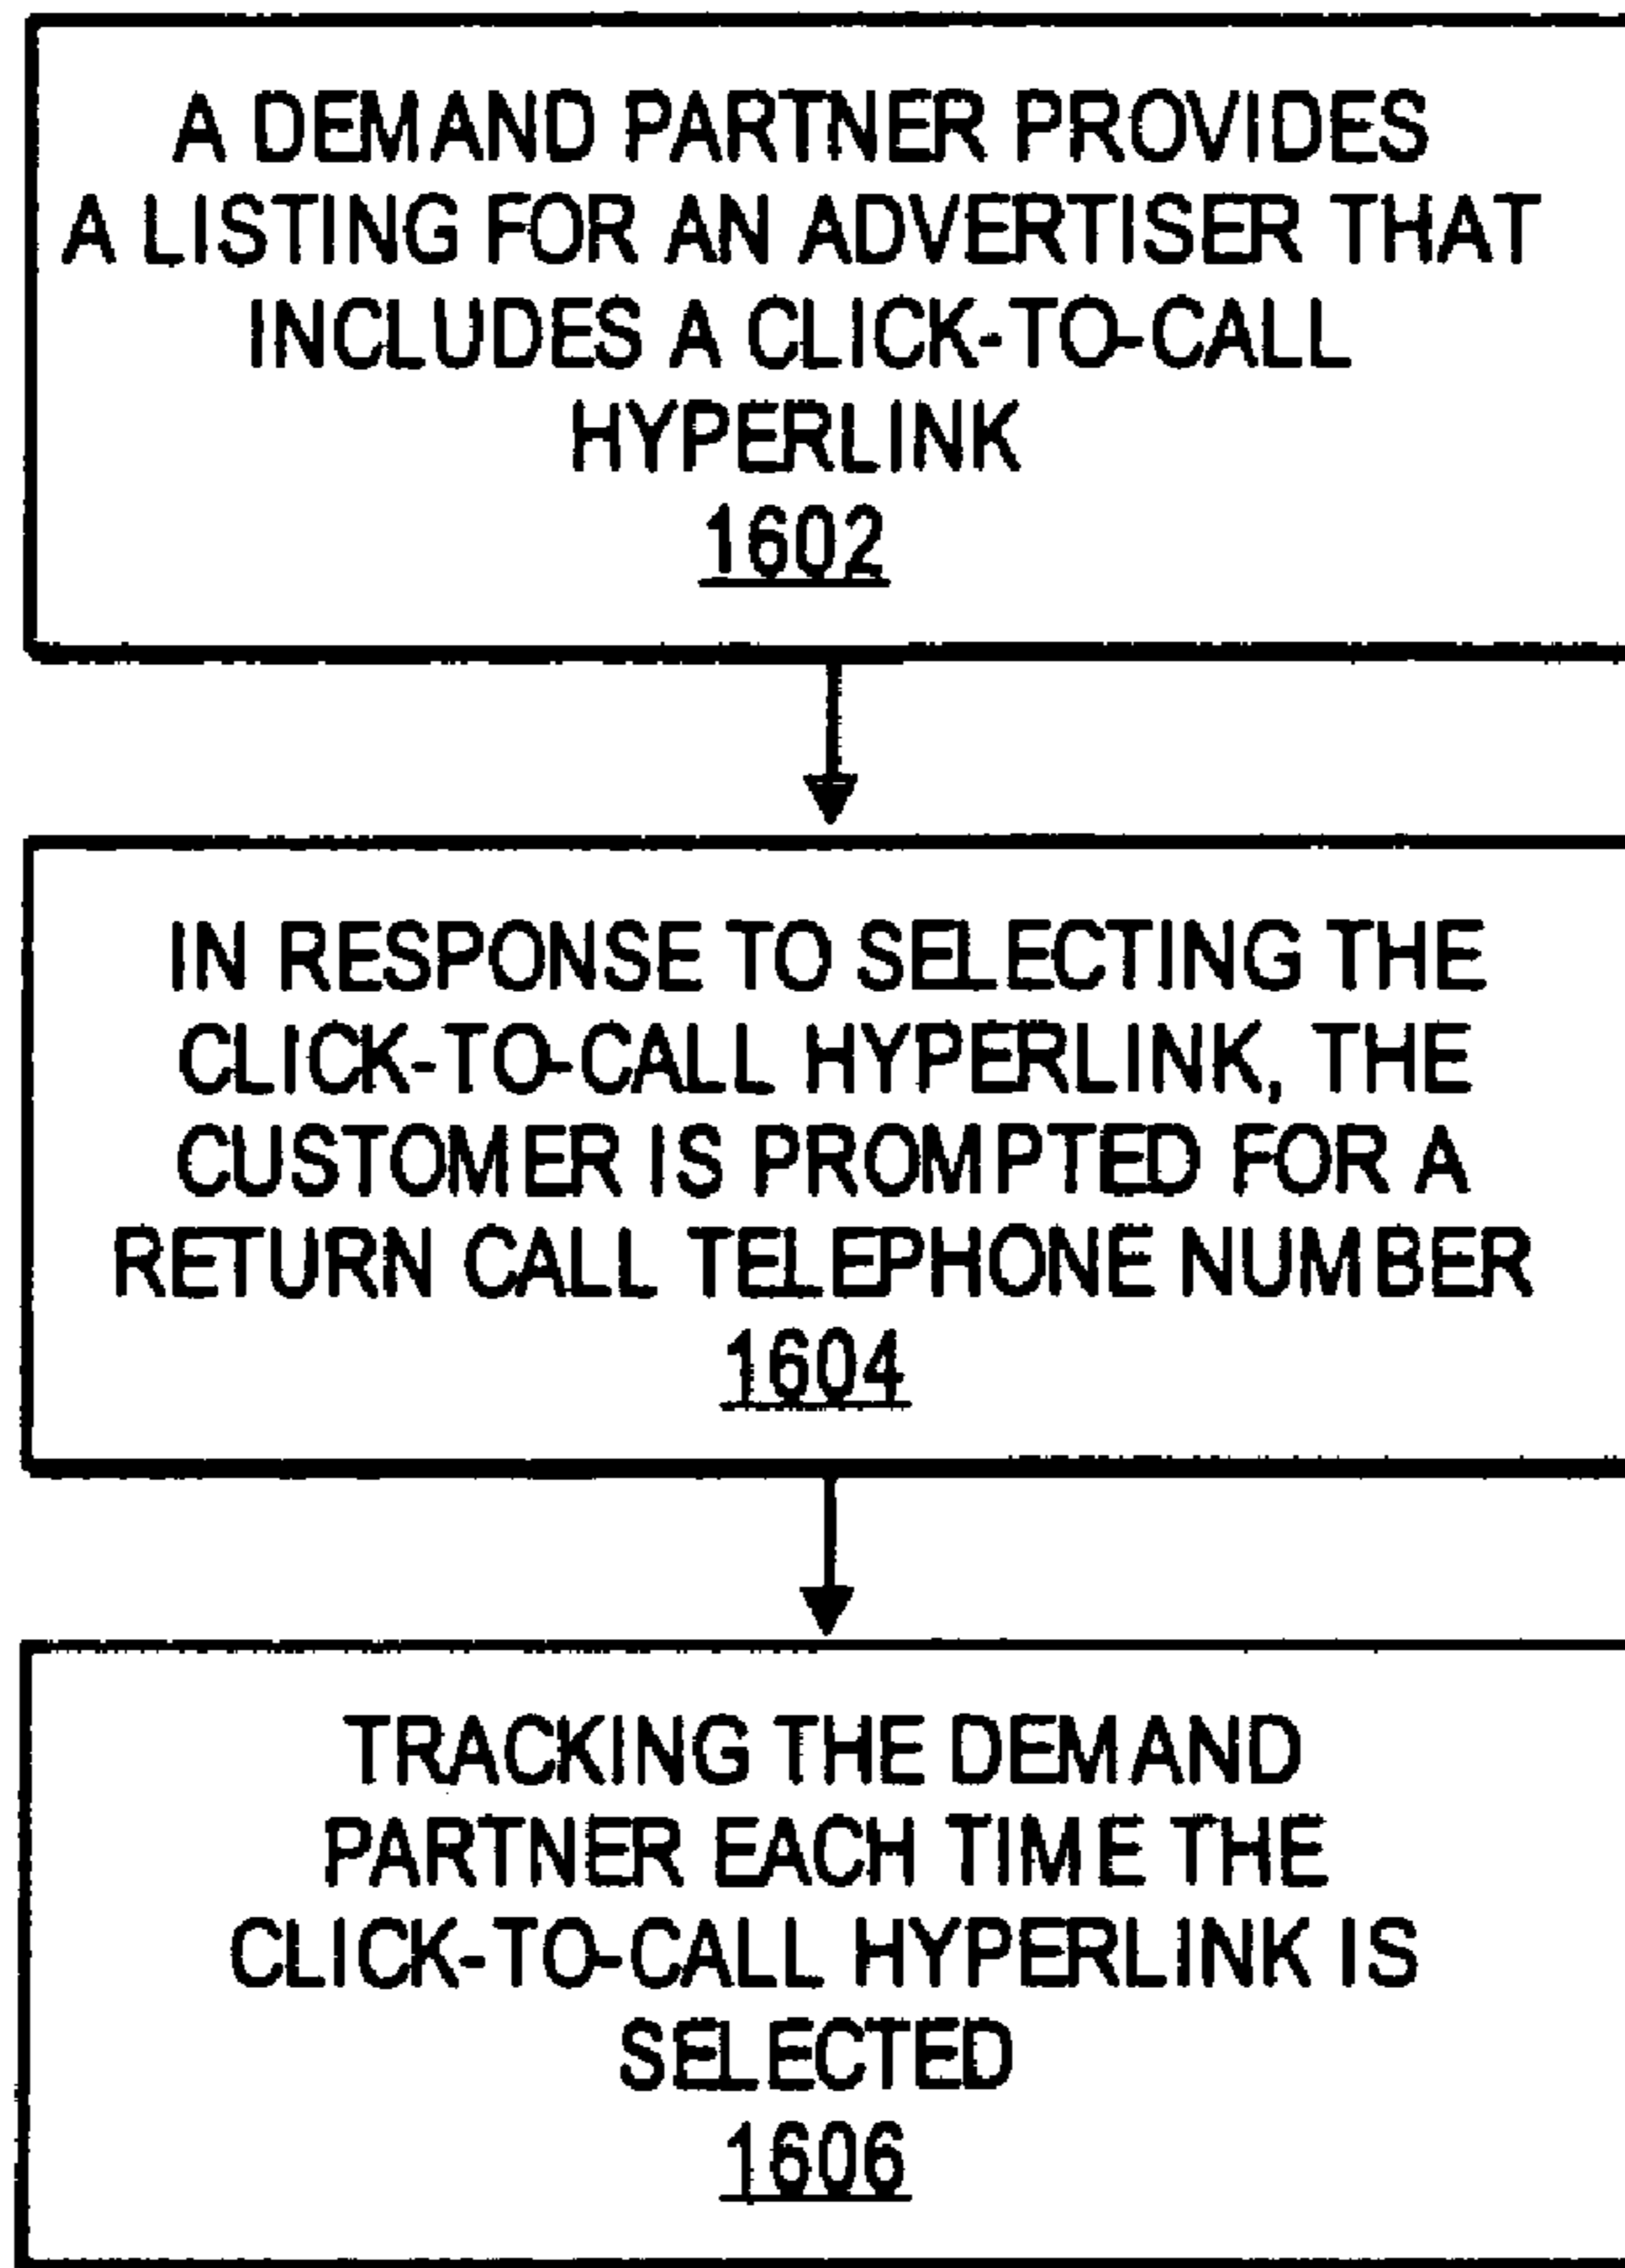 A DEMAND PARTNER PROVIDES
A LISTING FOR AN ADVERTISER THAT
INCLUDES A CLICK-TO-CALL
HYPERLINK
1602
IN RESPONSE TO SELECTING THE
CLICK-TO-CALL HYPERLINK, THE
CUSTOMER IS PROMPTED FOR A
RETURN CALL TELEPHONE NUMBER
1604
TRACKING THE DEMAND
PARTNER EACH TIME THE
CLICK-TO-CALL HYPERLINK IS
SELECTED
1606